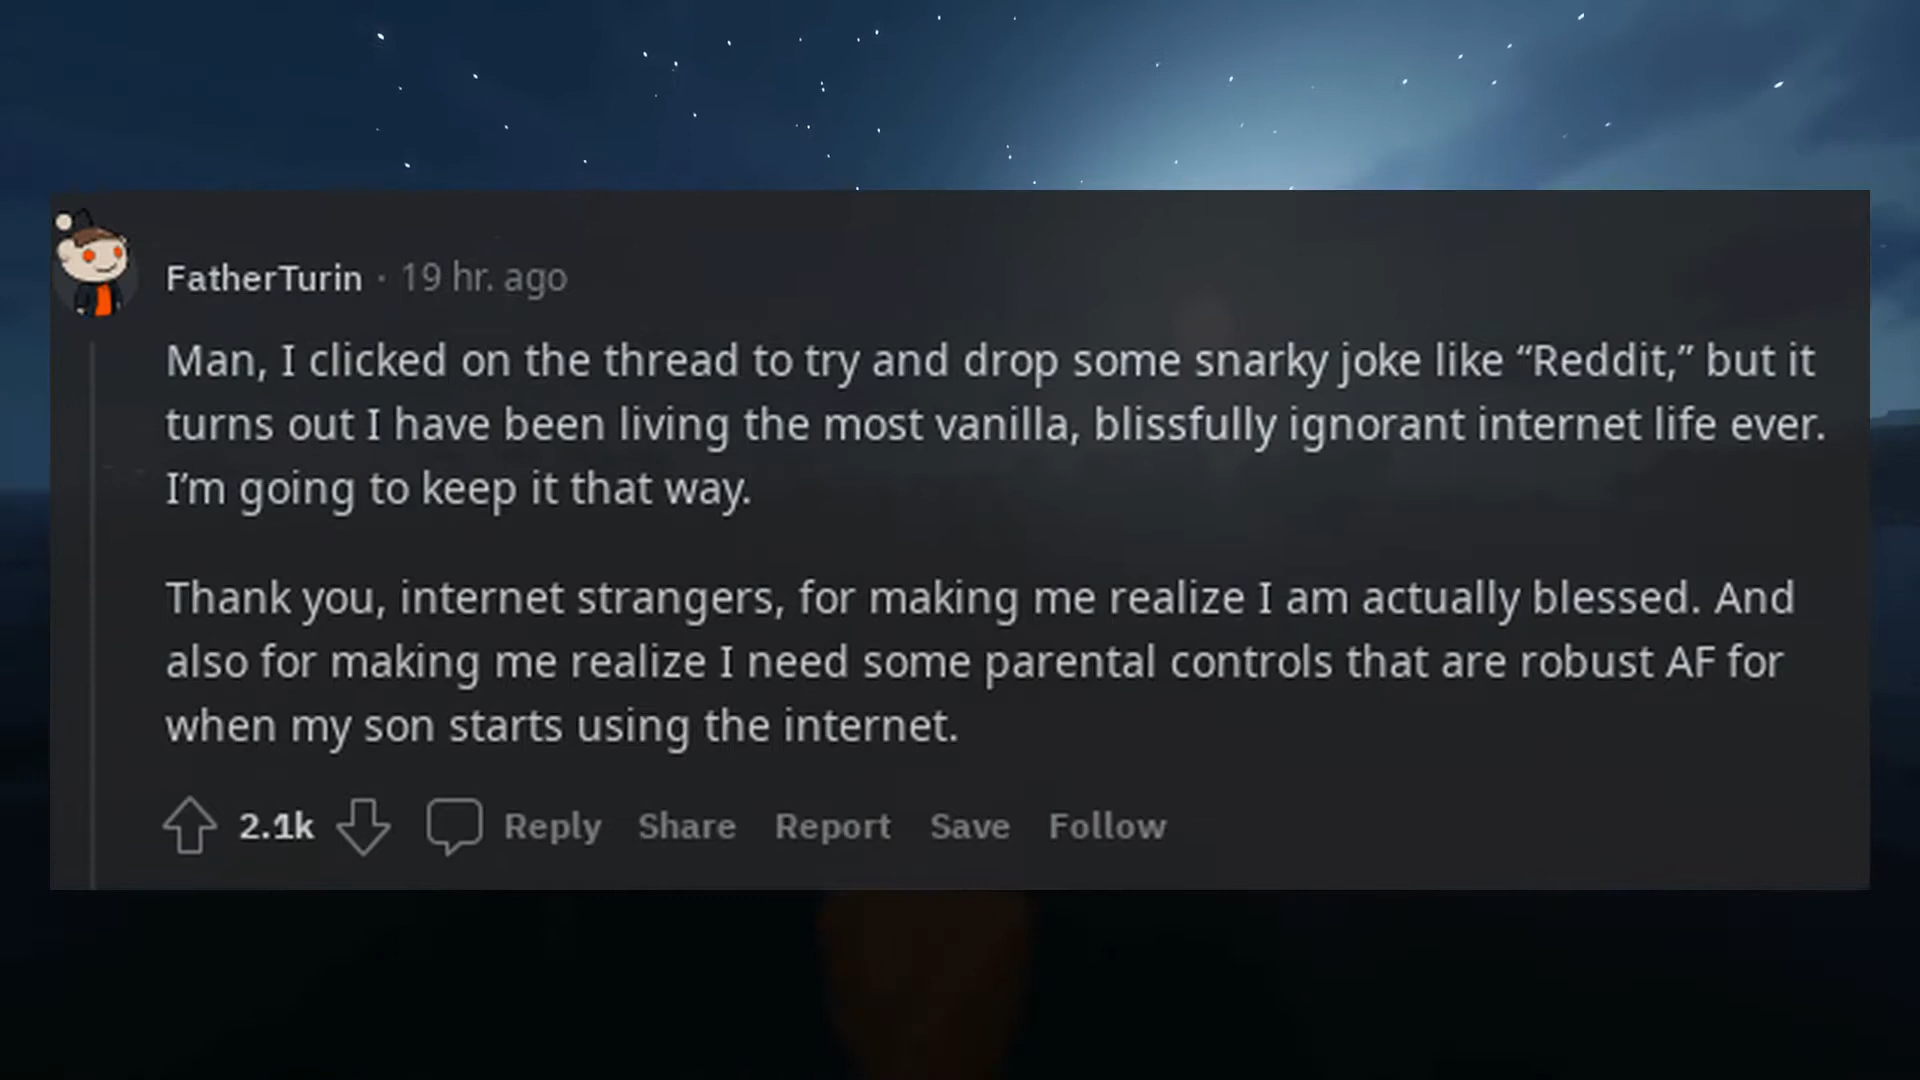 FatherTurin · 19 hr. ago
Man, I clicked on the thread to try and drop some snarky joke like “Reddit,” but it
turns out I have been living the most vanilla, blissfully ignorant internet life ever.
I’m going to keep it that way.
Thank you, internet strangers, for making me realize I am actually blessed. And
also for making me realize I need some parental controls that are robust AF for
when my son starts using the internet.
2.1k Reply Share Report Save Follow